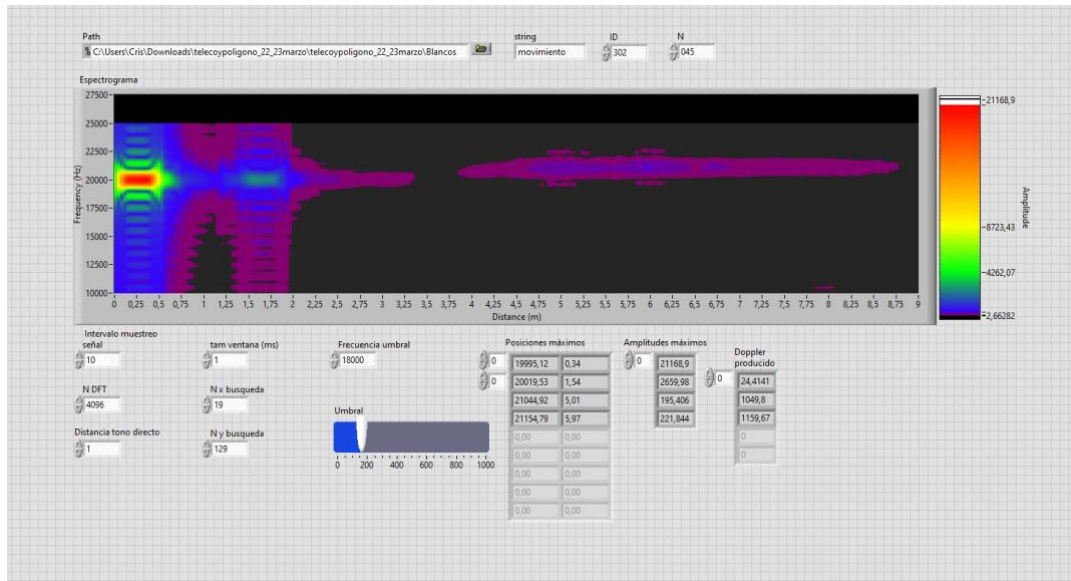 Path
C:\Users\Cris\Downloads\telecoypoligono_22_23marzo\telecoypoligono_22_23marzo\Blancos
string
movimiento
ID
302
N
045
Espectrograma
27500
25000
22500
20000
17500
15000
12500
10000
Frequency (Hz)
0 0,25 0,5 0,75 1 1,25 1,5 1,75 2 2,25 2,5 2,75 3 3,25 3,5 3,75 4 4,25 4,5 4,75 5 5,25 5,5 5,75 6 6,25 6,5 6,75 7 7,25 7,5 7,75 8 8,25 8,5 8,75 9
Distance (m)
21168,9
8723,43
4262,07
2,66282
Amplitude
Intervalo muestreo
señal
10
tam ventana (ms)
1
Frecuencia umbral
18000
N DFT
4096
N x busqueda
19
Distancia tono directo
1
N y busqueda
129
Umbral
0 200 400 600 800 1000
Posiciones máximos
0
0
19995,12 0,34
20019,53 1,54
21044,92 5,01
21154,79 5,97
0,00 0,00
0,00 0,00
0,00 0,00
0,00 0,00
0,00 0,00
Amplitudes máximos
0
21168,9
2659,98
195,406
221,844
Doppler
producido
0
24,4141
1049,8
1159,67
0
0